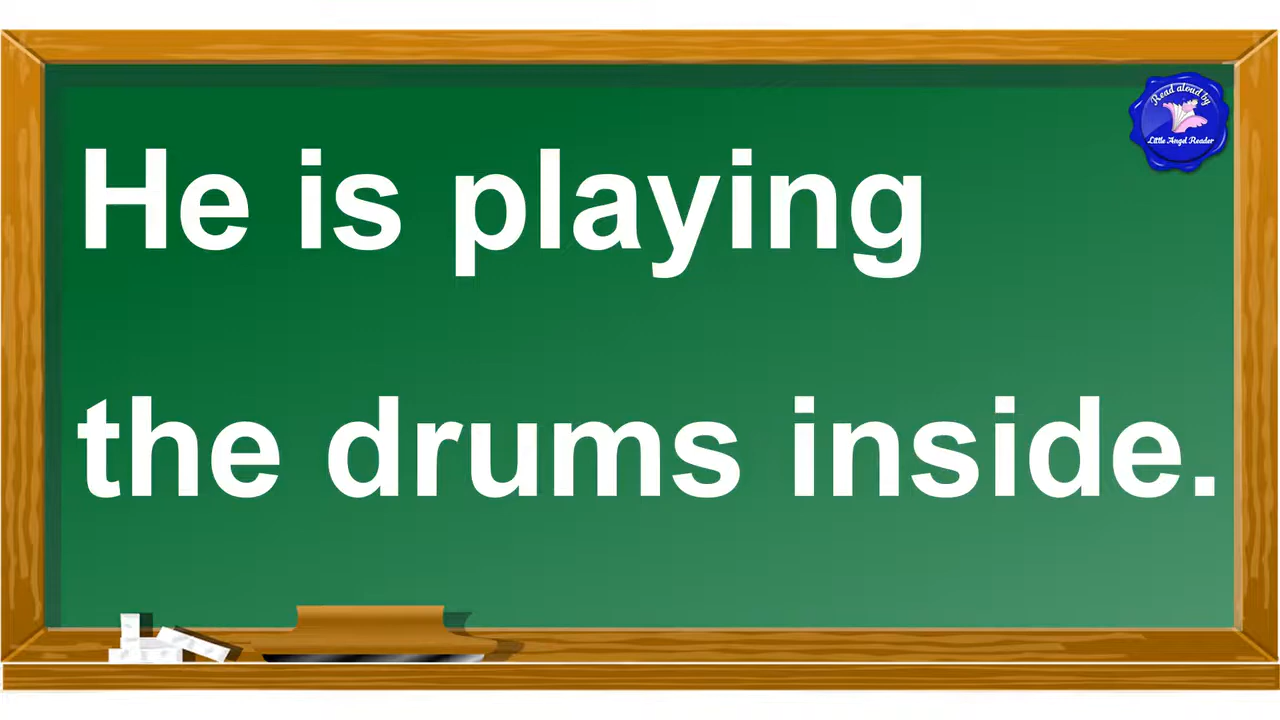 Read aloud by
Little Angel Reader
He is playing
the drums inside.